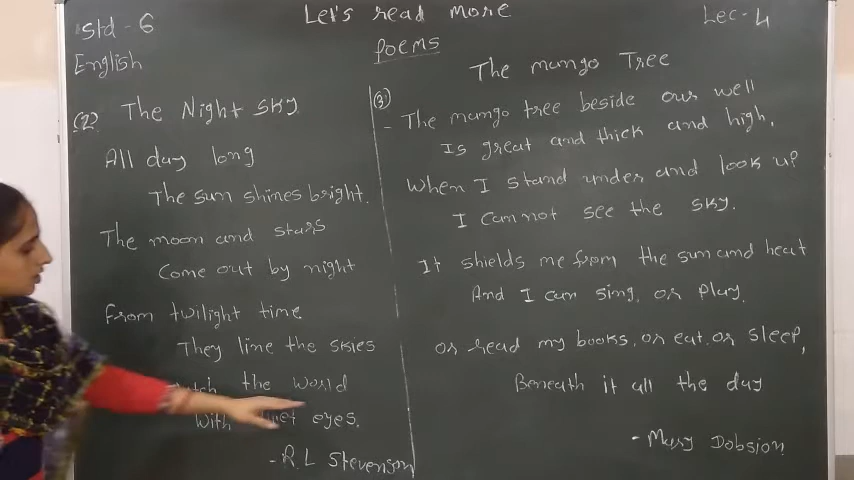 Std - 6
English
Let's read more
poems
Lec - 4
(2) The Night sky
All day long
The sun shines bright.
The moon and stars
Come out by night
From twilight time
They line the skies
the world
With eyes.
- R.L Stevenson
(3) The mango Tree
- The mango tree beside our well
Is great and thick and high,
When I stand under and look up
I can not see the sky.
It shields me from the sun and heat
And I can sing, or play,
or read my books, or eat, or sleep,
Beneath it all the day
- Mary Dobsion